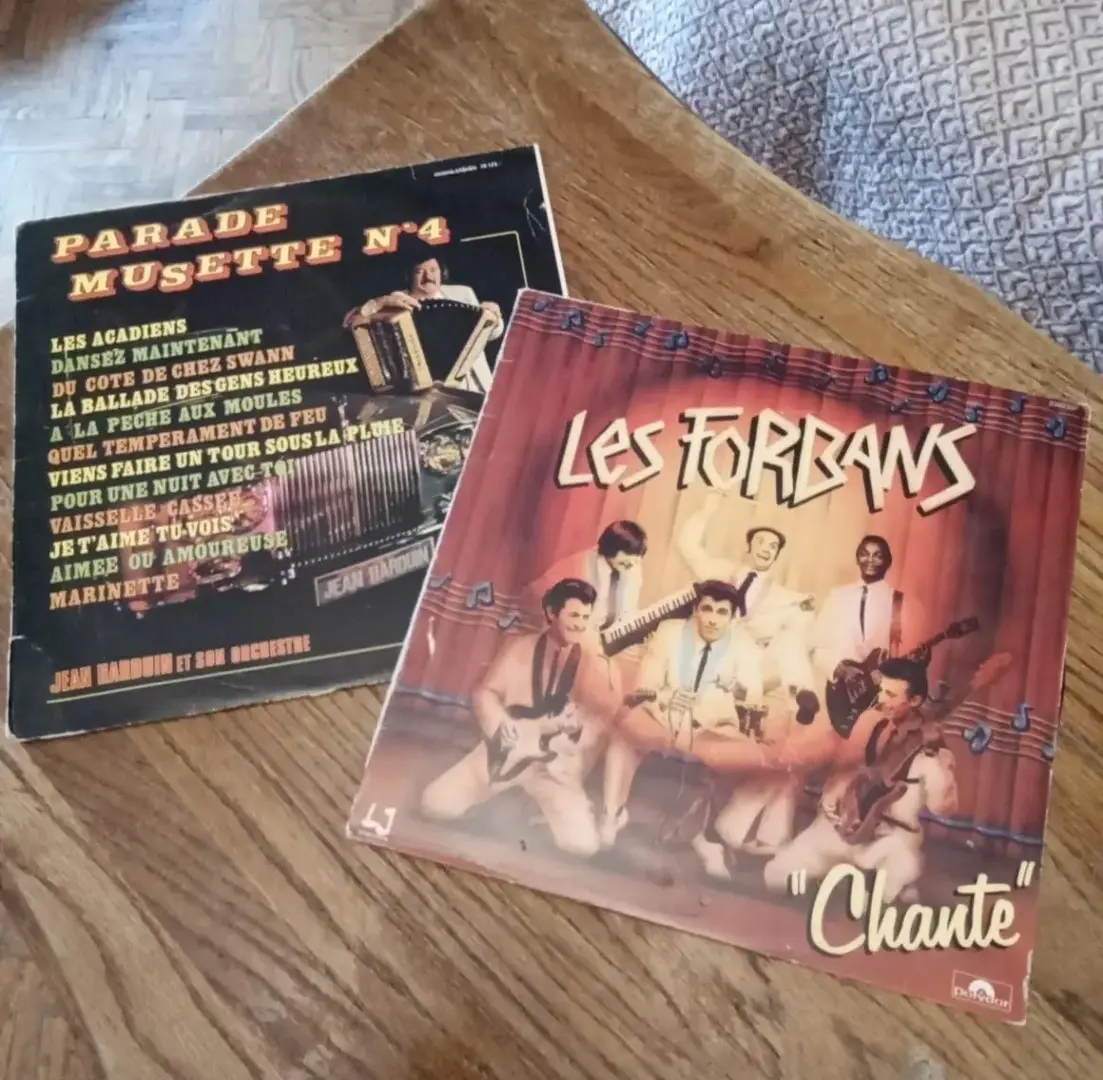 PARADE
MUSETTE N°4
LES ACADIENS
DANSEZ MAINTENANT
DU COTE DE CHEZ SWANN
LA BALLADE DES GENS HEUREUX
A LA PECHE AUX MOULES
QUEL TEMPERAMENT DE FEU
VIENS FAIRE UN TOUR SOUS LA PLUIE
POUR UNE NUIT AVEC TOI
VAISSELLE CASSEE
JE T'AIME TU VOIS
AIMEE OU AMOUREUSE
MARINETTE
JEAN HARDUIN
JEAN HARDUIN ET SON ORCHESTRE
LES FORBANS
"Chante"
polydor